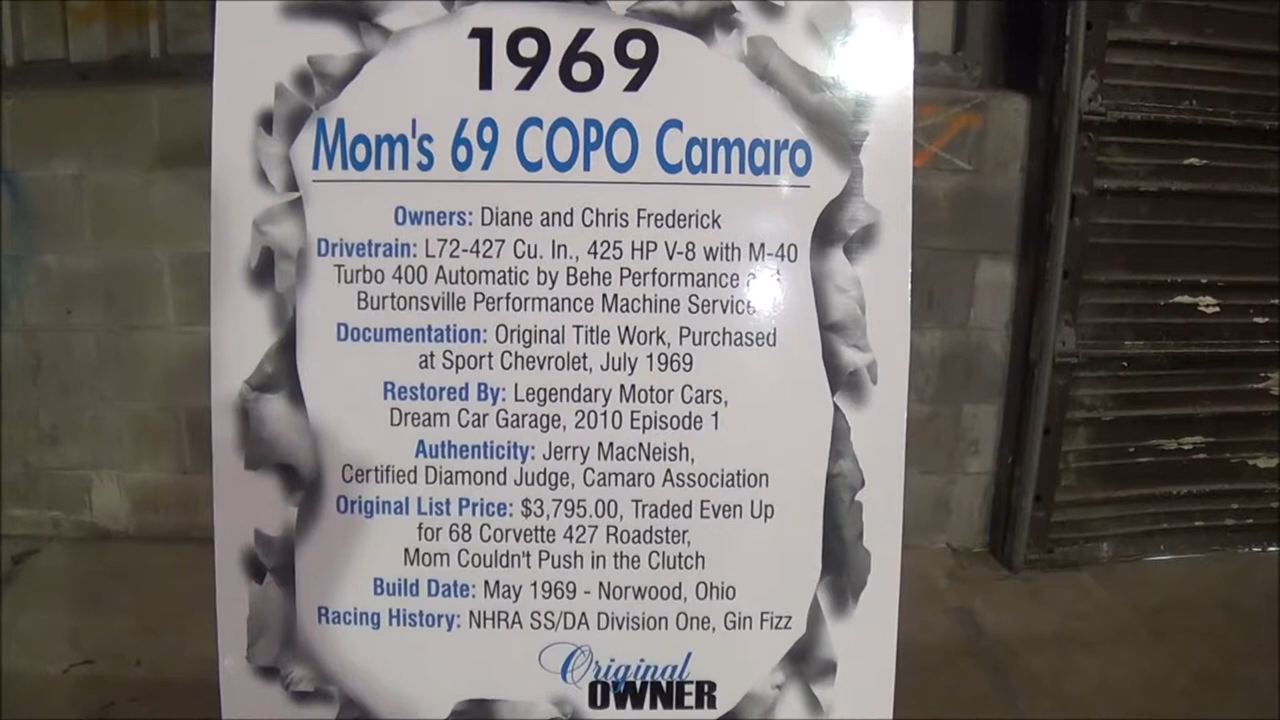 1969
Mom's 69 COPO Camaro
Owners: Diane and Chris Frederick
Drivetrain: L72-427 Cu. In., 425 HP V-8 with M-40
Turbo 400 Automatic by Behe Performance
Burtonsville Performance Machine Service
Documentation: Original Title Work, Purchased
at Sport Chevrolet, July 1969
Restored By: Legendary Motor Cars,
Dream Car Garage, 2010 Episode 1
Authenticity: Jerry MacNeish,
Certified Diamond Judge, Camaro Association
Original List Price: $3,795.00, Traded Even Up
for 68 Corvette 427 Roadster,
Mom Couldn't Push in the Clutch
Build Date: May 1969 - Norwood, Ohio
Racing History: NHRA SS/DA Division One, Gin Fizz
Original
OWNER